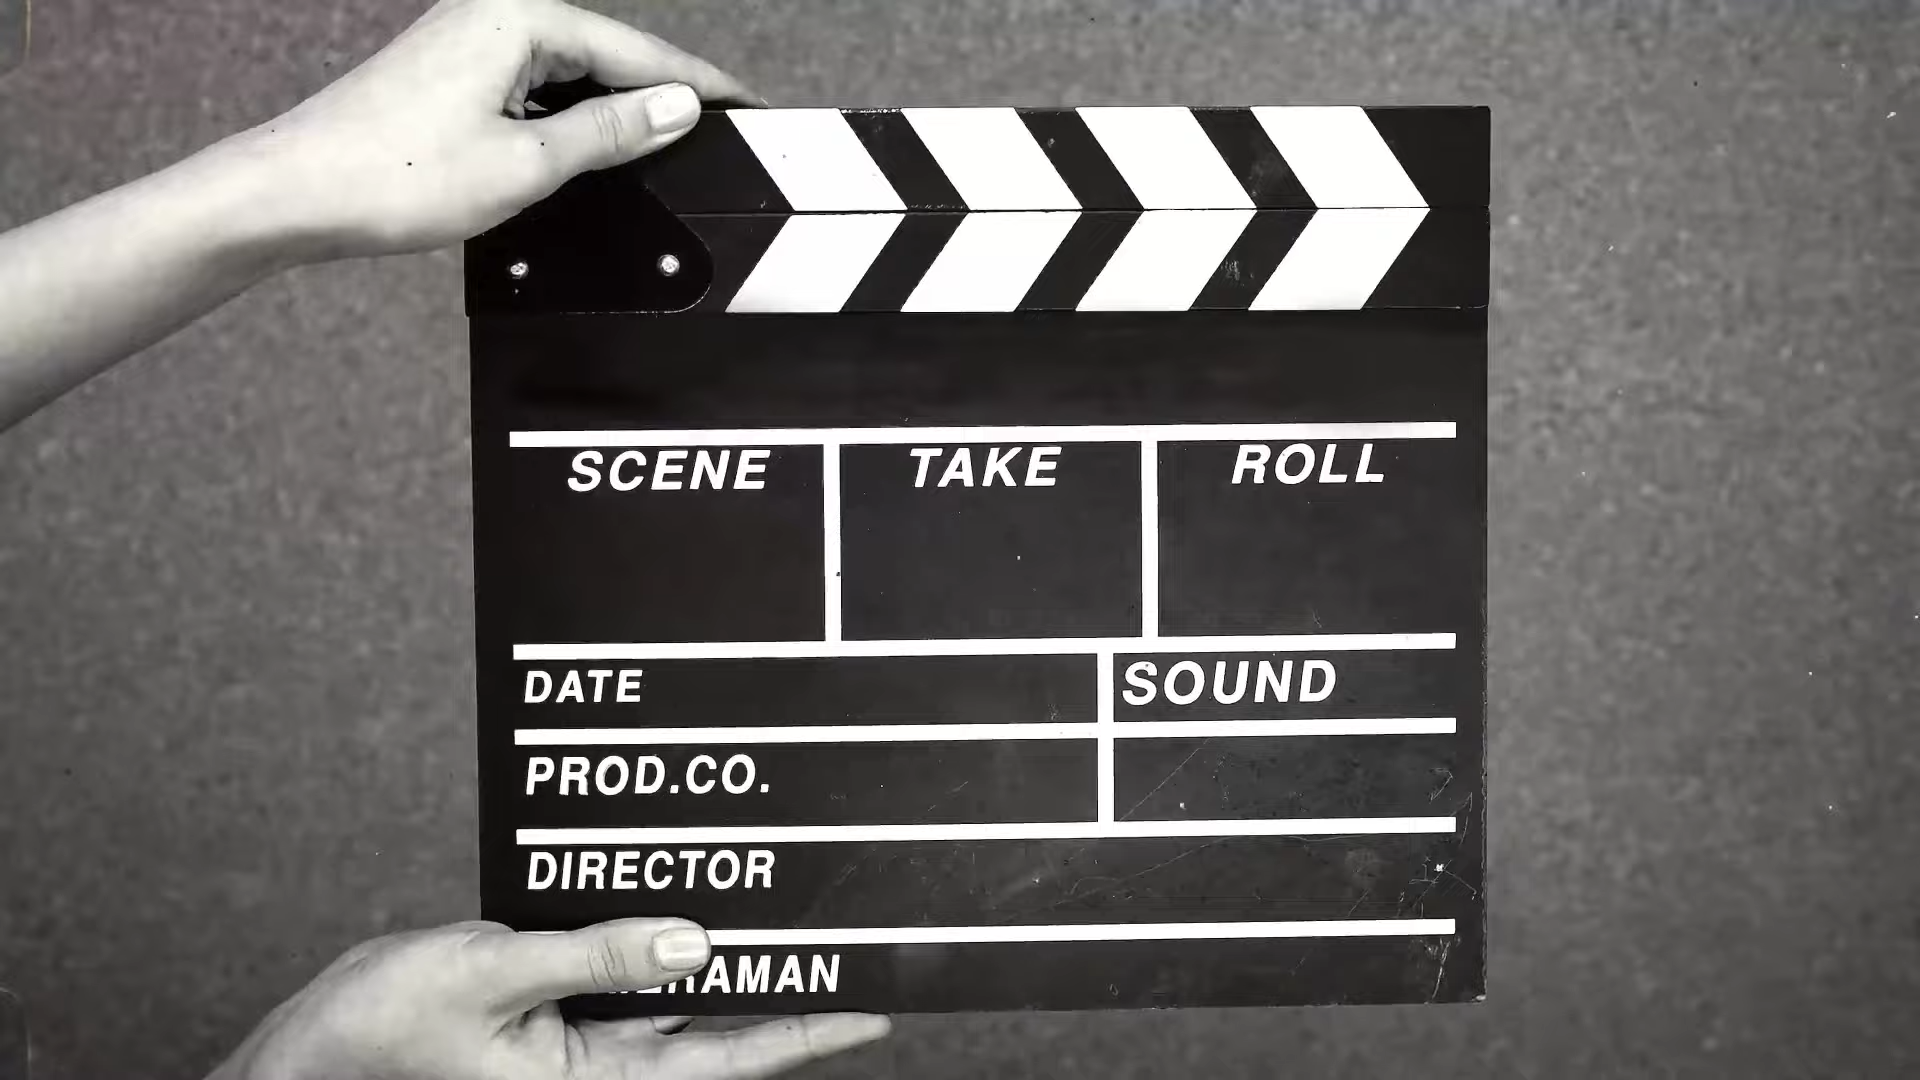 SCENE TAKE ROLL
DATE SOUND
PROD.CO.
DIRECTOR